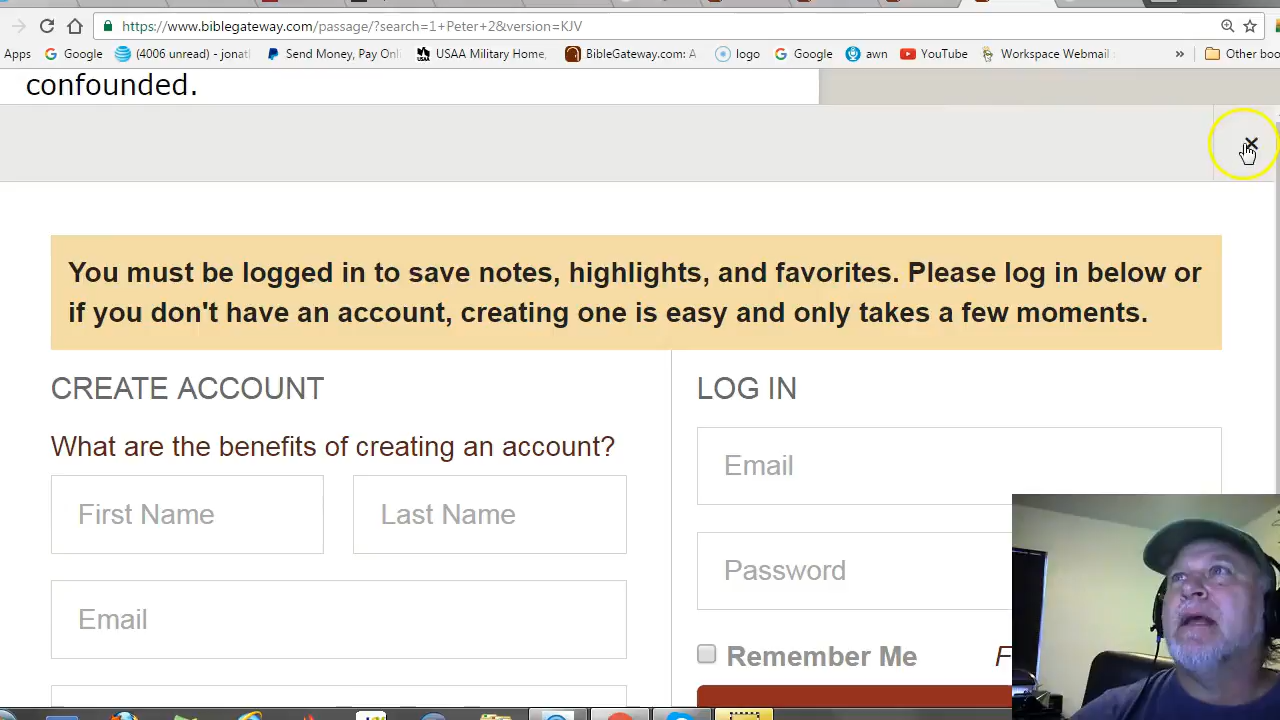 https://www.biblegateway.com/passage/?search=1+Peter+2&version=KJV
Apps Google (4006 unread) - jonat Send Money, Pay Onl USAA Military Home, BibleGateway.com: A logo Google awn YouTube Workspace Webmail » Other boo
confounded.
×
You must be logged in to save notes, highlights, and favorites. Please log in below or
if you don't have an account, creating one is easy and only takes a few moments.
CREATE ACCOUNT
LOG IN
What are the benefits of creating an account?
Email
First Name
Last Name
Password
Email
Remember Me
F